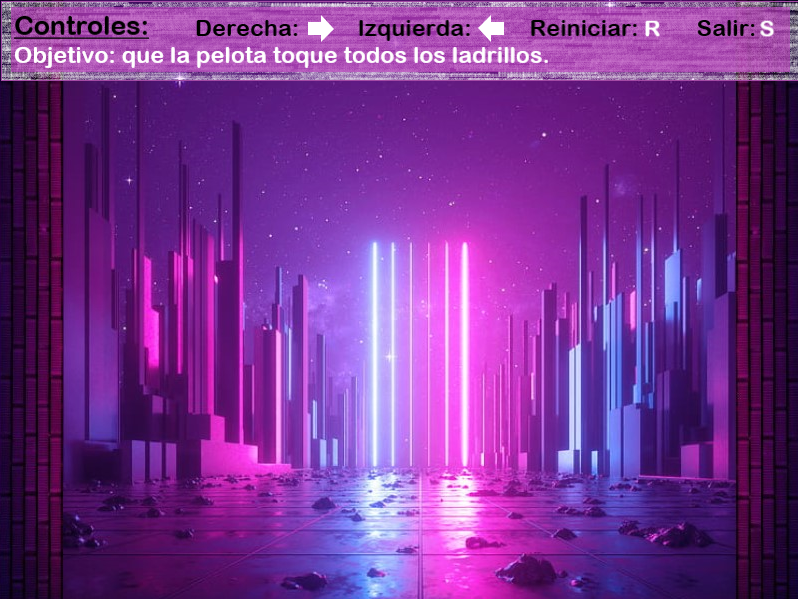 Controles: Derecha: Izquierda: Reiniciar: R Salir: S
Objetivo: que la pelota toque todos los ladrillos.